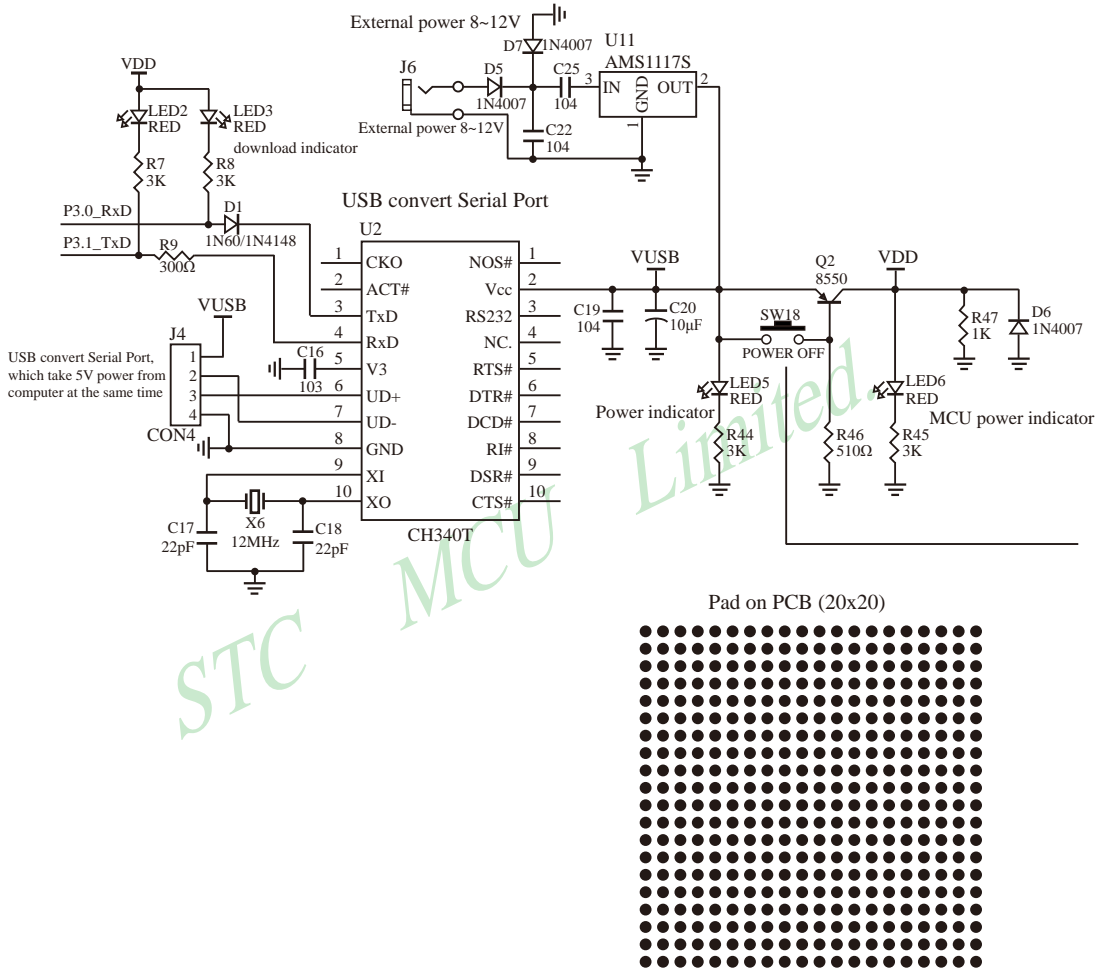 External power 8~12V
D7
1N4007
U11
AMS1117S
J6
D5
1N4007
C25
104
3
IN
GND
OUT
2
1
External power 8~12V
C22
104
VDD
LED2
RED
LED3
RED
download indicator
R7
3K
R8
3K
P3.0_RxD
D1
1N60/1N4148
P3.1_TxD
R9
300Ω
USB convert Serial Port
U2
1
CKO
NOS#
1
2
ACT#
Vcc
2
3
TxD
RS232
3
4
RxD
NC.
4
5
V3
RTS#
5
6
UD+
DTR#
6
7
UD-
DCD#
7
8
GND
RI#
8
9
XI
DSR#
9
10
XO
CTS#
10
CH340T
VUSB
J4
1
2
3
4
CON4
USB convert Serial Port,
which take 5V power from
computer at the same time
C16
103
C17
22pF
X6
12MHz
C18
22pF
VUSB
C19
104
C20
10μF
Q2
8550
VDD
SW18
POWER OFF
R47
1K
D6
1N4007
LED5
RED
Power indicator
LED6
RED
MCU power indicator
R44
3K
R46
510Ω
R45
3K
STC MCU Limited.
Pad on PCB (20x20)